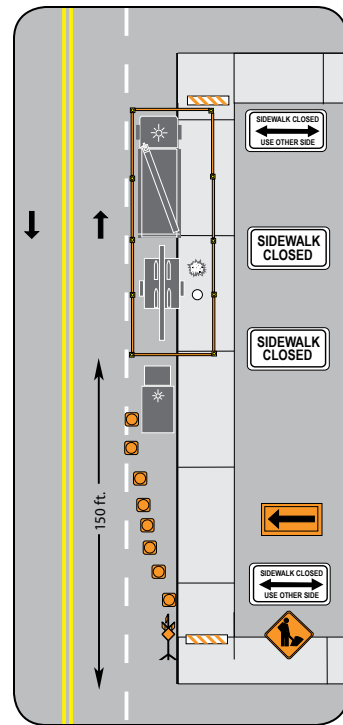 SIDEWALK CLOSED
USE OTHER SIDE
SIDEWALK
CLOSED
SIDEWALK
CLOSED
150 ft.
SIDEWALK CLOSED
USE OTHER SIDE